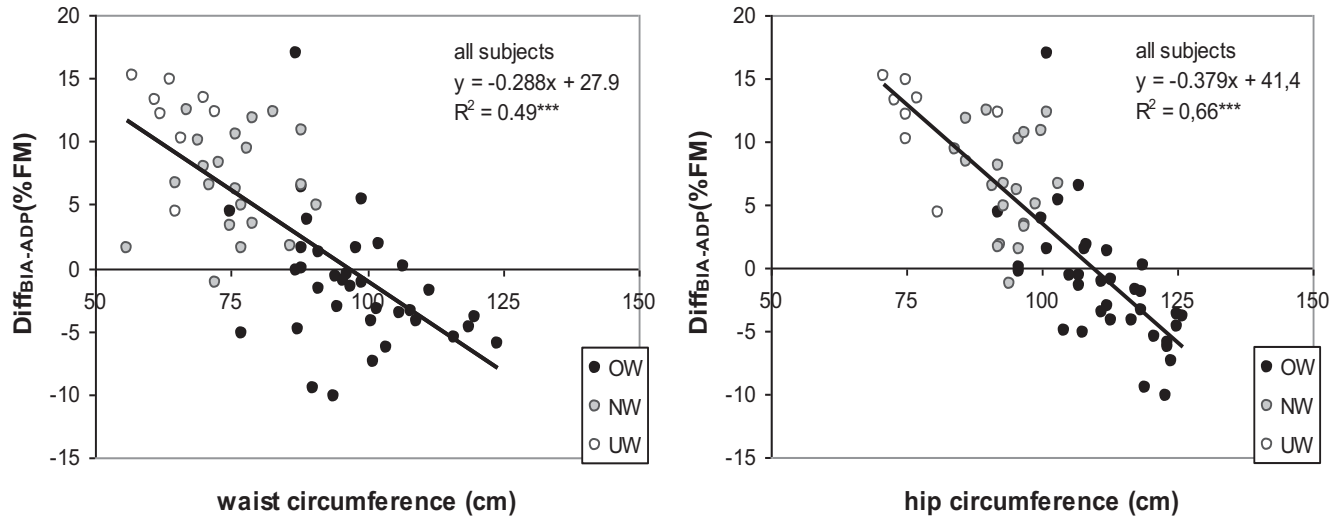 20
15
10
5
0
-5
-10
-15
50
75
100
125
150
all subjects
y = -0.288x + 27.9
R² = 0.49***
OW
NW
UW
DiffBIA-ADP(%FM)
waist circumference (cm)
20
15
10
5
0
-5
-10
-15
50
75
100
125
150
all subjects
y = -0.379x + 41,4
R² = 0,66***
OW
NW
UW
DiffBIA-ADP(%FM)
hip circumference (cm)